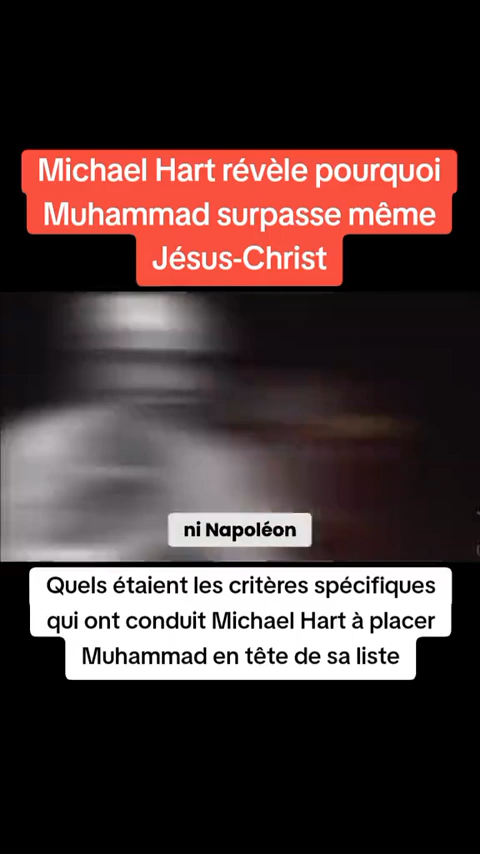 Michael Hart révèle pourquoi
Muhammad surpasse même
Jésus-Christ
ni Napoléon
Quels étaient les critères spécifiques
qui ont conduit Michael Hart à placer
Muhammad en tête de sa liste